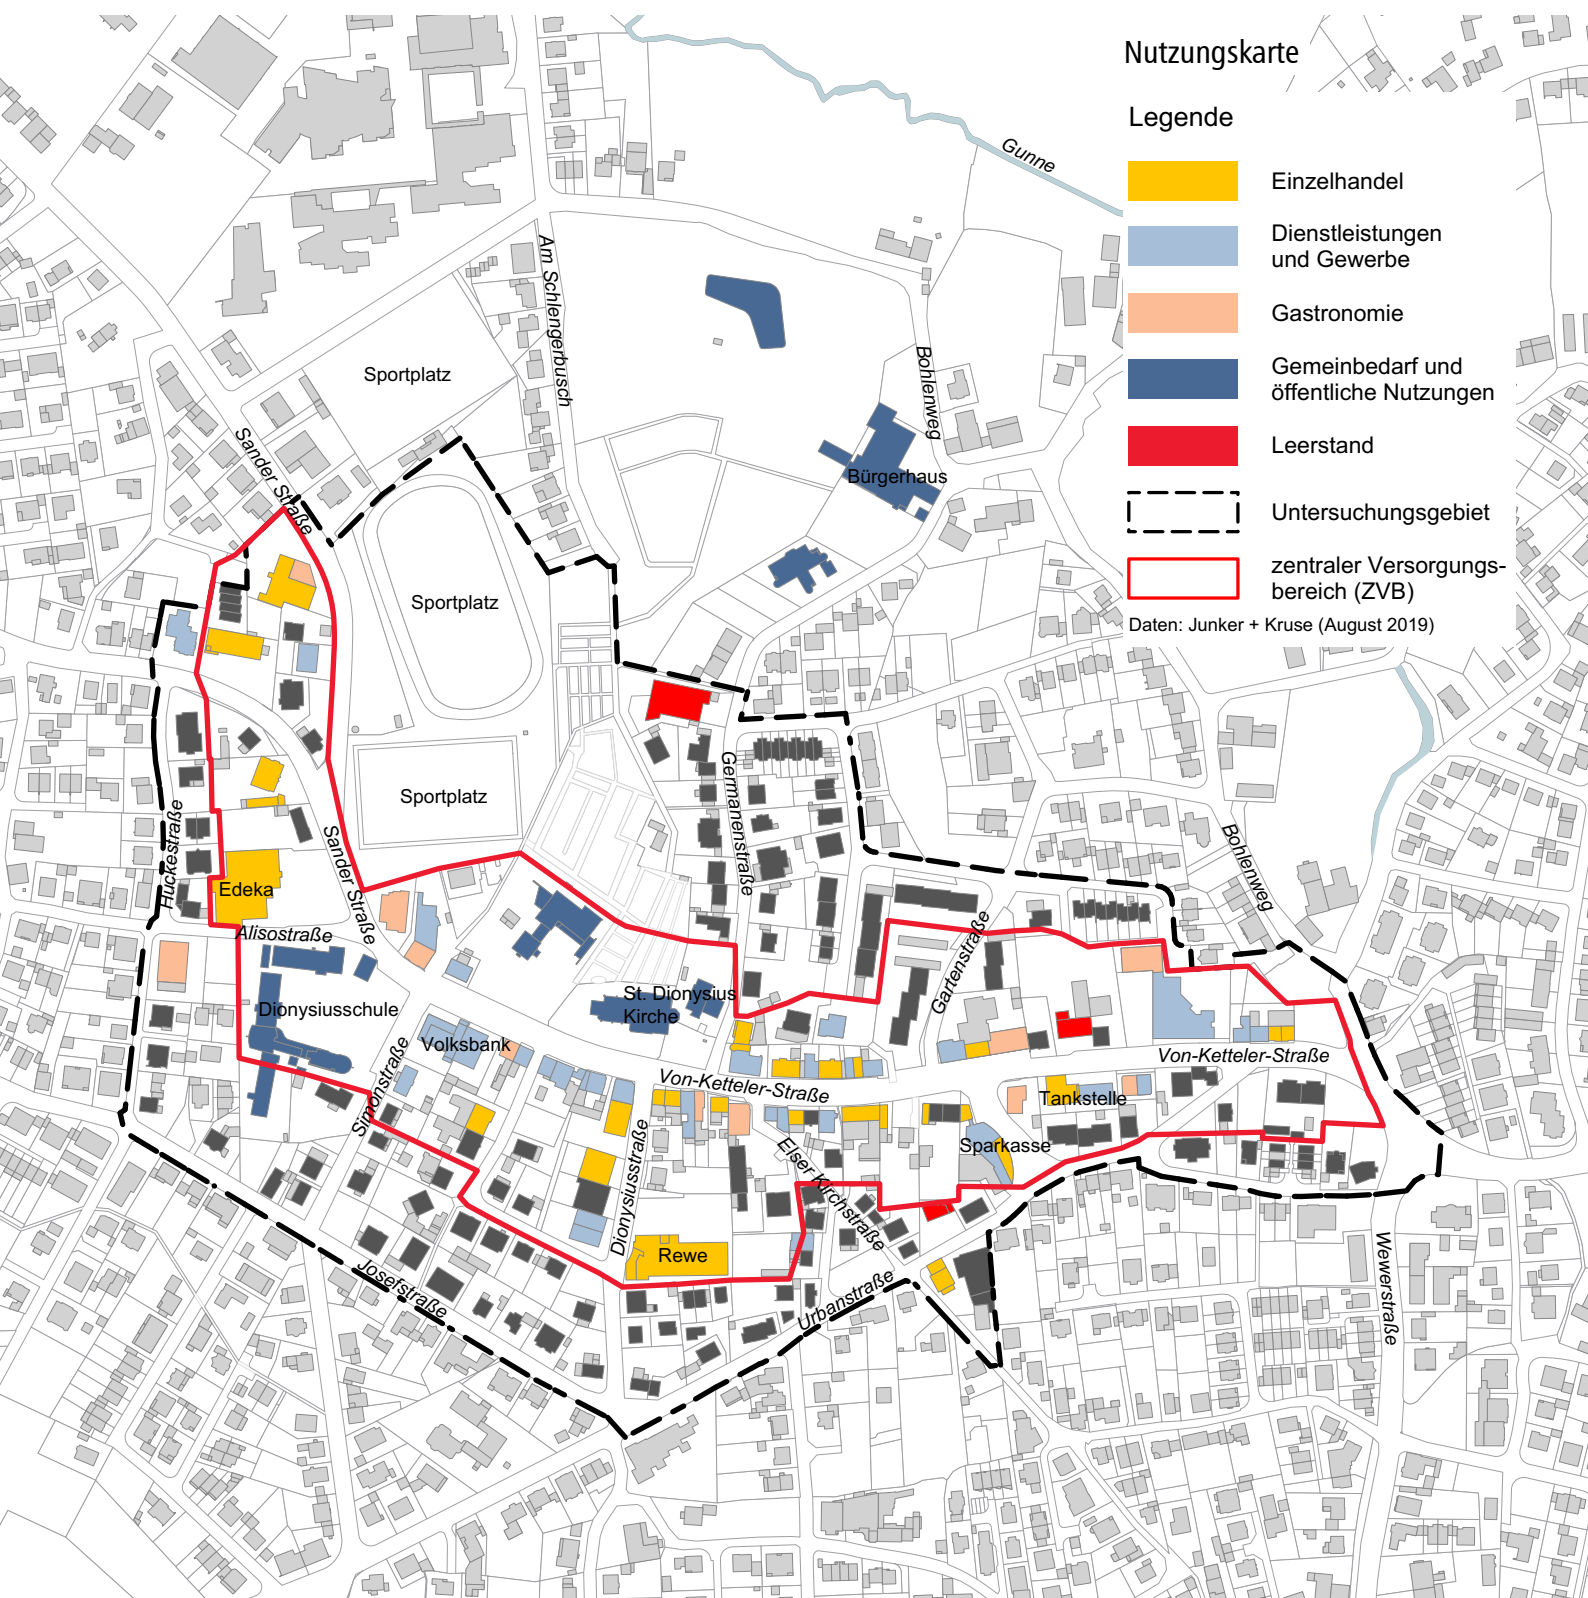 Nutzungskarte
Legende
Einzelhandel
Dienstleistungen
und Gewerbe
Gastronomie
Gemeinbedarf und
öffentliche Nutzungen
Leerstand
Untersuchungsgebiet
zentraler Versorgungs-
bereich (ZVB)
Daten: Junker + Kruse (August 2019)
Gunne
Am Schlengerbusch
Sportplatz
Bohlenweg
Sander Straße
Bürgerhaus
Sportplatz
Sportplatz
Germanenstraße
Huckestraße
Sander Straße
Bohlenweg
Edeka
Alisostraße
Gartenstraße
Dionysiusschule
St. Dionysius
Kirche
Volksbank
Simonstraße
Von-Ketteler-Straße
Von-Ketteler-Straße
Tankstelle
Sparkasse
Dionysiusstraße
Elser Kirchstraße
Rewe
Josefstraße
Urbanstraße
Wewerstraße